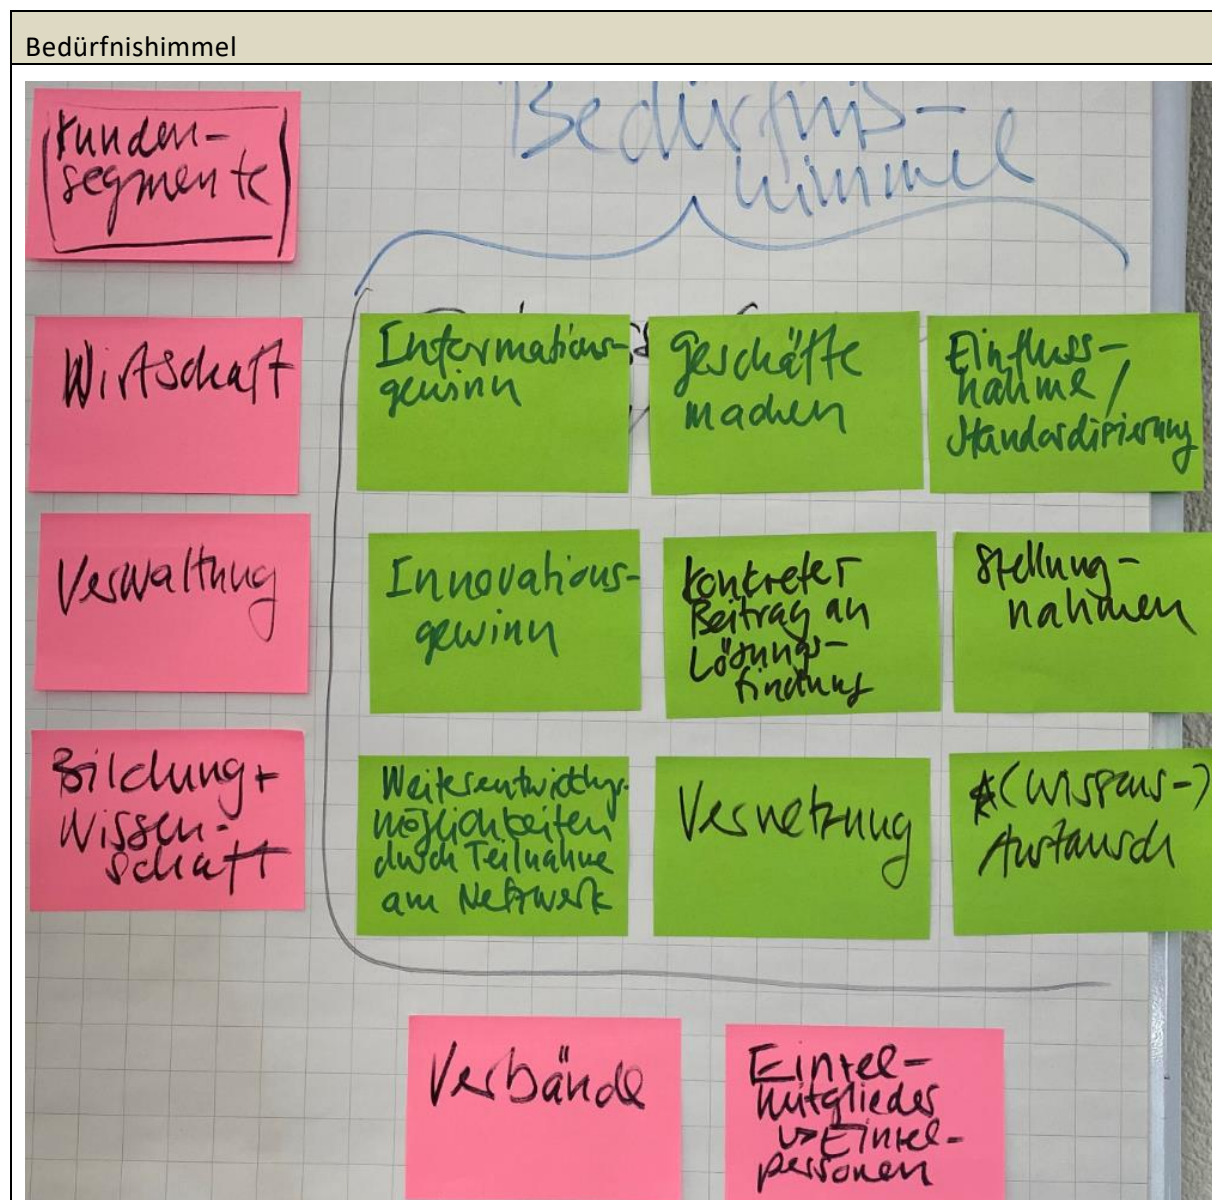 Bedürfnishimmel
Bedürfnis-
himmel
Kunden-
segmente
Wirtschaft
Informations-
gewinn
Geschäfte
machen
Einfluss-
nahme /
Standardisierung
Verwaltung
Innovations-
gewinn
konkreter
Beitrag an
Lösungs-
findung
Stellung-
nahmen
Bildung +
Wissen-
schaft
möglichkeiten
durch Teilnahme
am Netzwerk
Vernetzung
(Wissens-)
Austausch
Verbände
Einzel-
mitglieder
↳ Einzel-
personen